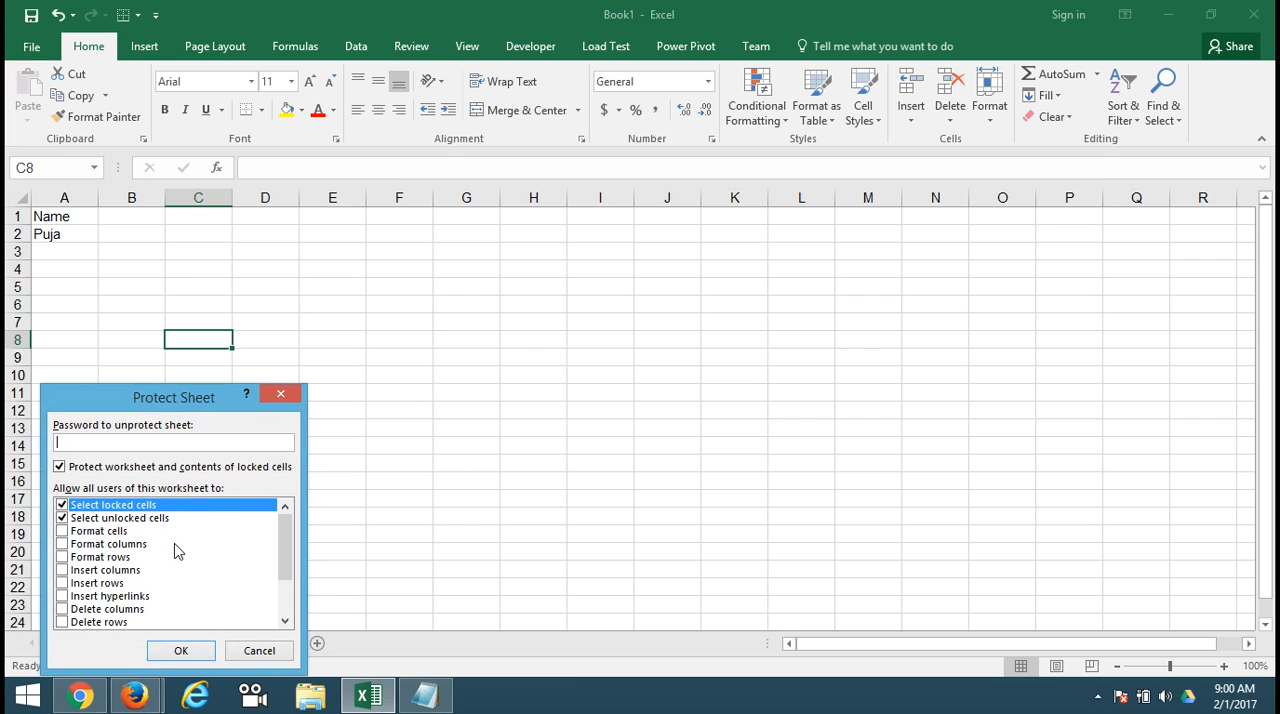 Book1 - Excel
Sign in
File Home Insert Page Layout Formulas Data Review View Developer Load Test Power Pivot Team Tell me what you want to do Share
Paste
Cut
Copy
Format Painter
Clipboard
Arial 11
B I U
Font
Wrap Text
Merge & Center
Alignment
General
$ % ,
Number
Conditional Formatting
Format as Table
Cell Styles
Styles
Insert Delete Format
Cells
AutoSum
Fill
Clear
Sort & Filter
Find & Select
Editing
C8 fx
A B C D E F G H I J K L M N O P Q R
1 Name
2 Puja
3
4
5
6
7
8
9
10
11
12
13
14
15
16
17
18
19
20
21
22
23
24
Protect Sheet ?
Password to unprotect sheet:
Protect worksheet and contents of locked cells
Allow all users of this worksheet to:
Select locked cells
Select unlocked cells
Format cells
Format columns
Format rows
Insert columns
Insert rows
Insert hyperlinks
Delete columns
Delete rows
OK Cancel
Ready
100%
9:00 AM
2/1/2017